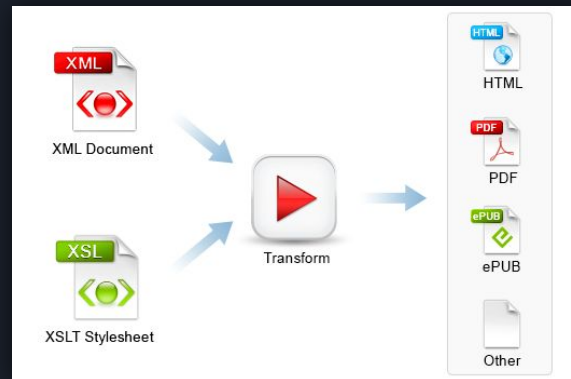 XML
XML Document
XSL
XSLT Stylesheet
Transform
HTML
HTML
PDF
PDF
ePUB
ePUB
Other